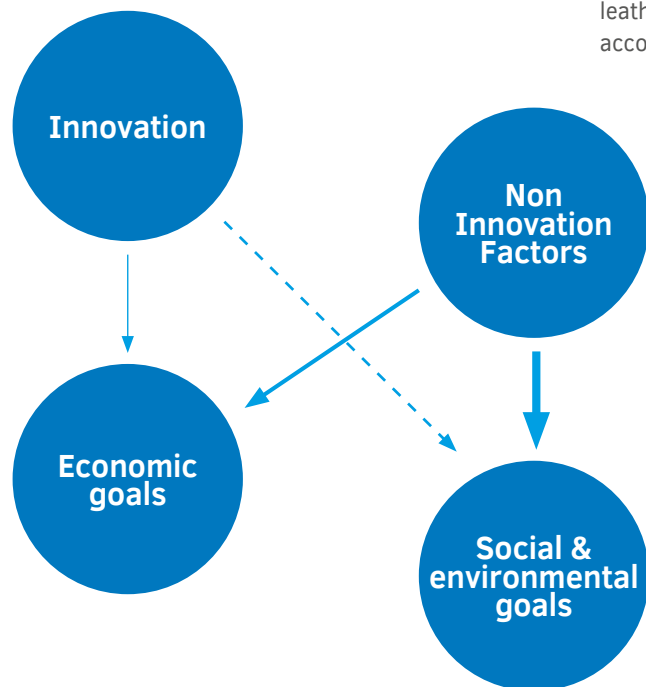 Innovation
Non
Innovation
Factors
Economic
goals
Social &
environmental
goals